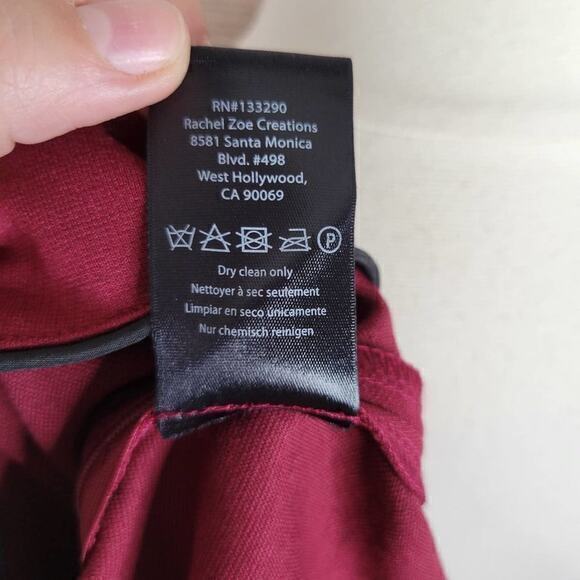 RN#133290
Rachel Zoe Creations
8581 Santa Monica
Blvd. #498
West Hollywood,
CA 90069
P
Dry clean only
Nettoyer à sec seulement
Limpiar en seco únicamente
Nur chemisch reinigen